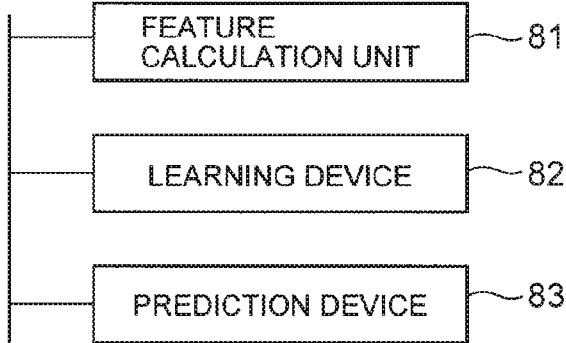 FEATURE
CALCULATION UNIT
81
LEARNING DEVICE
82
PREDICTION DEVICE
83